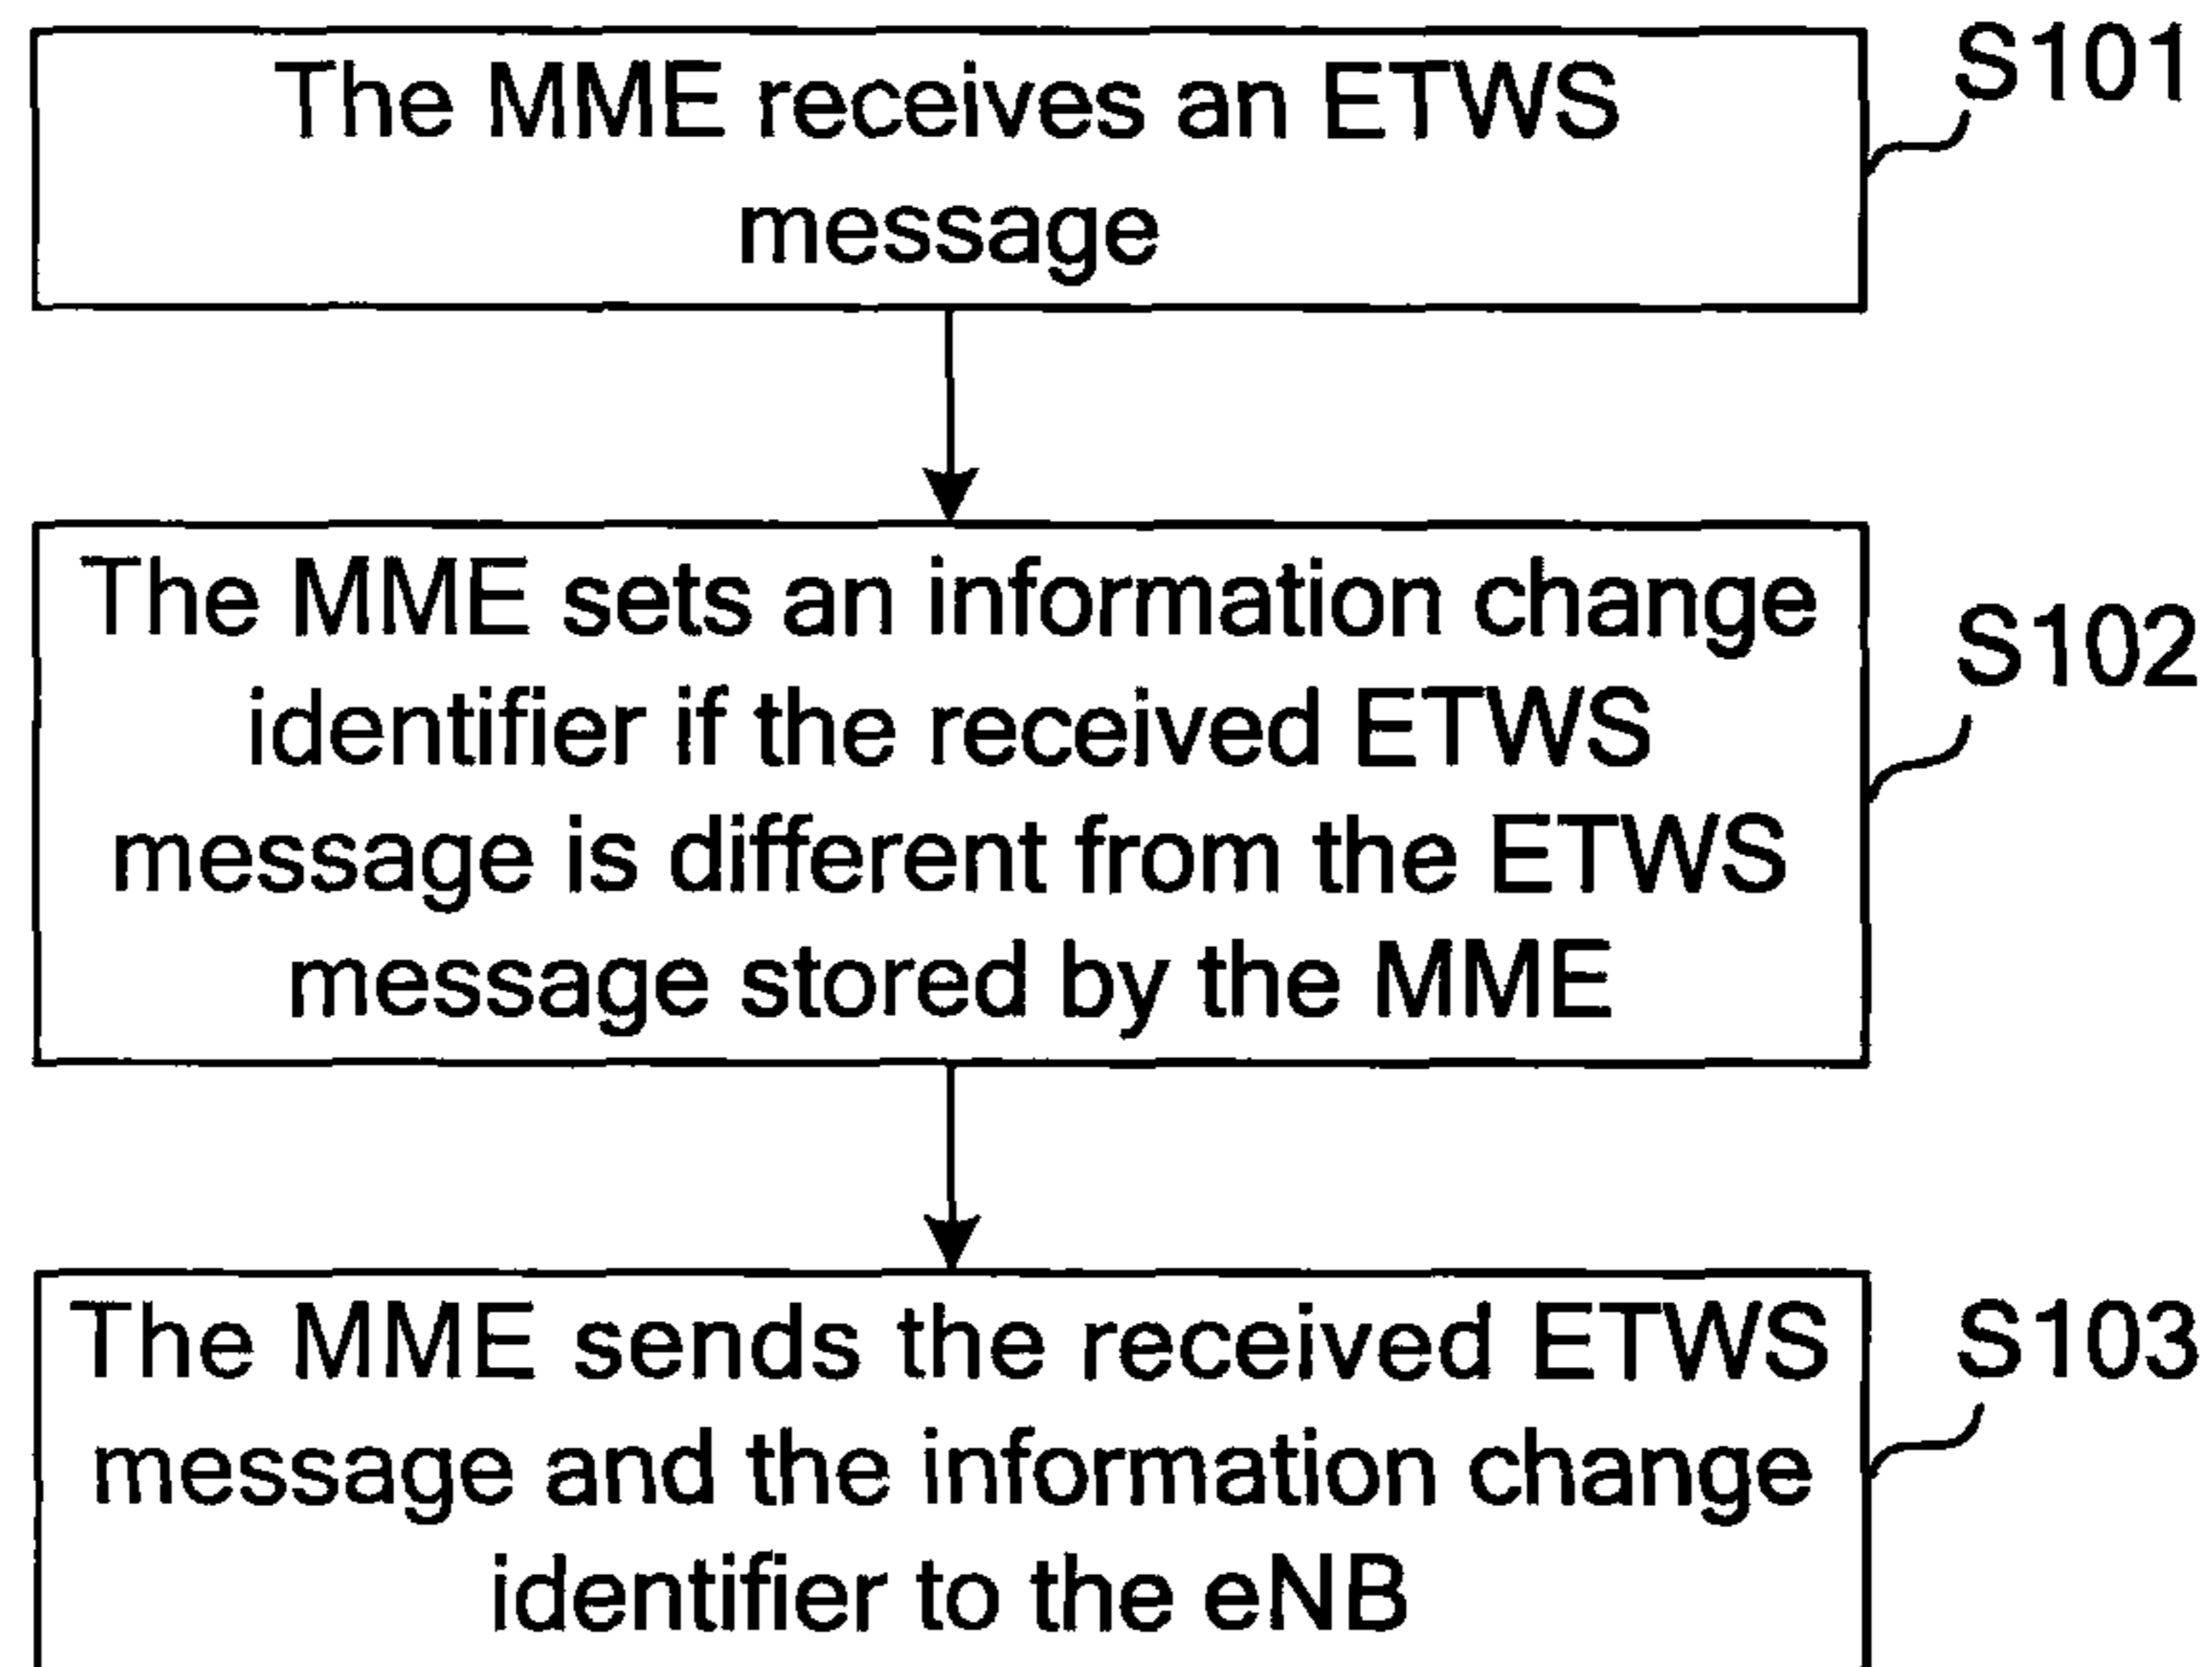 The MME receives an ETWS
message
S101
The MME sets an information change
identifier if the received ETWS
message is different from the ETWS
message stored by the MME
S102
The MME sends the received ETWS
message and the information change
identifier to the eNB
S103